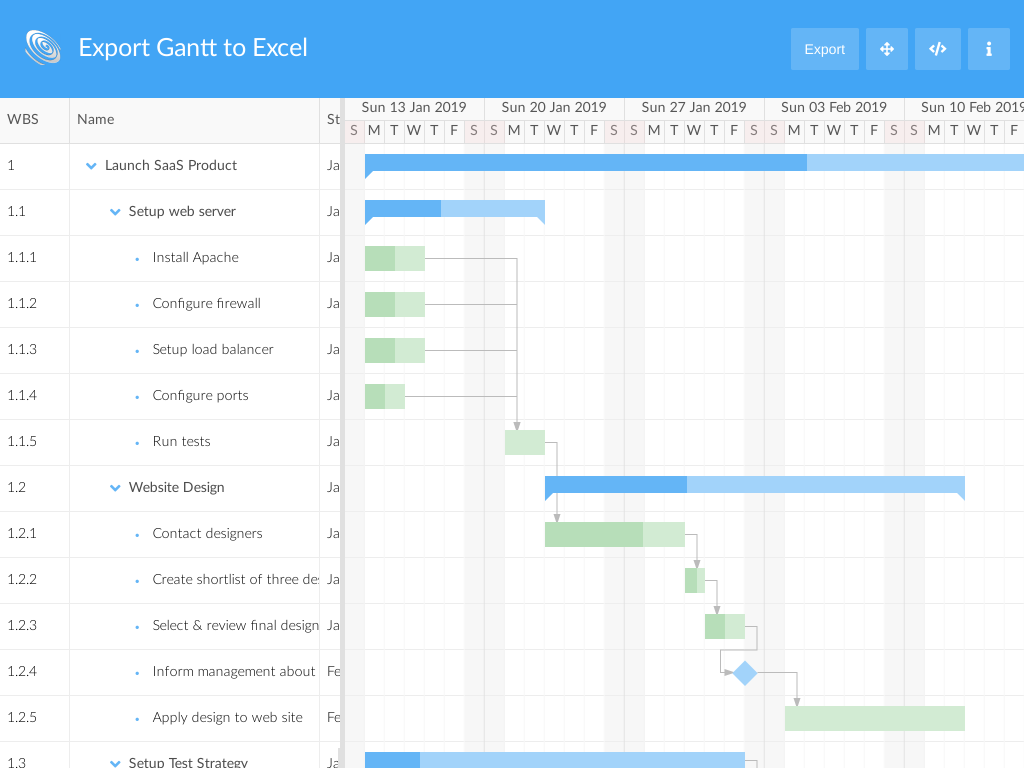 Export Gantt to Excel
Export
WBS Name St
Sun 13 Jan 2019 Sun 20 Jan 2019 Sun 27 Jan 2019 Sun 03 Feb 2019 Sun 10 Feb 2019
S M T W T F S S M T W T F S S M T W T F S S M T W T F S S M T W T F
1 Launch SaaS Product Ja
1.1 Setup web server Ja
1.1.1 Install Apache Ja
1.1.2 Configure firewall Ja
1.1.3 Setup load balancer Ja
1.1.4 Configure ports Ja
1.1.5 Run tests Ja
1.2 Website Design Ja
1.2.1 Contact designers Ja
1.2.2 Create shortlist of three des Ja
1.2.3 Select & review final design Ja
1.2.4 Inform management about Fe
1.2.5 Apply design to web site Fe
1.3 Setup Test Strategy Ja